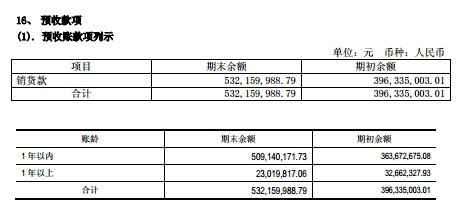 16、 预收款项
(1). 预收账款项列示
单位：元 币种：人民币
项目 期末余额 期初余额
销货款 532,159,988.79 396,335,003.01
合计 532,159,988.79 396,335,003.01
账龄 期末余额 期初余额
1年以内 509,140,171.73 363,672,675.08
1年以上 23,019,817.06 32,662,327.93
合计 532,159,988.79 396,335,003.01